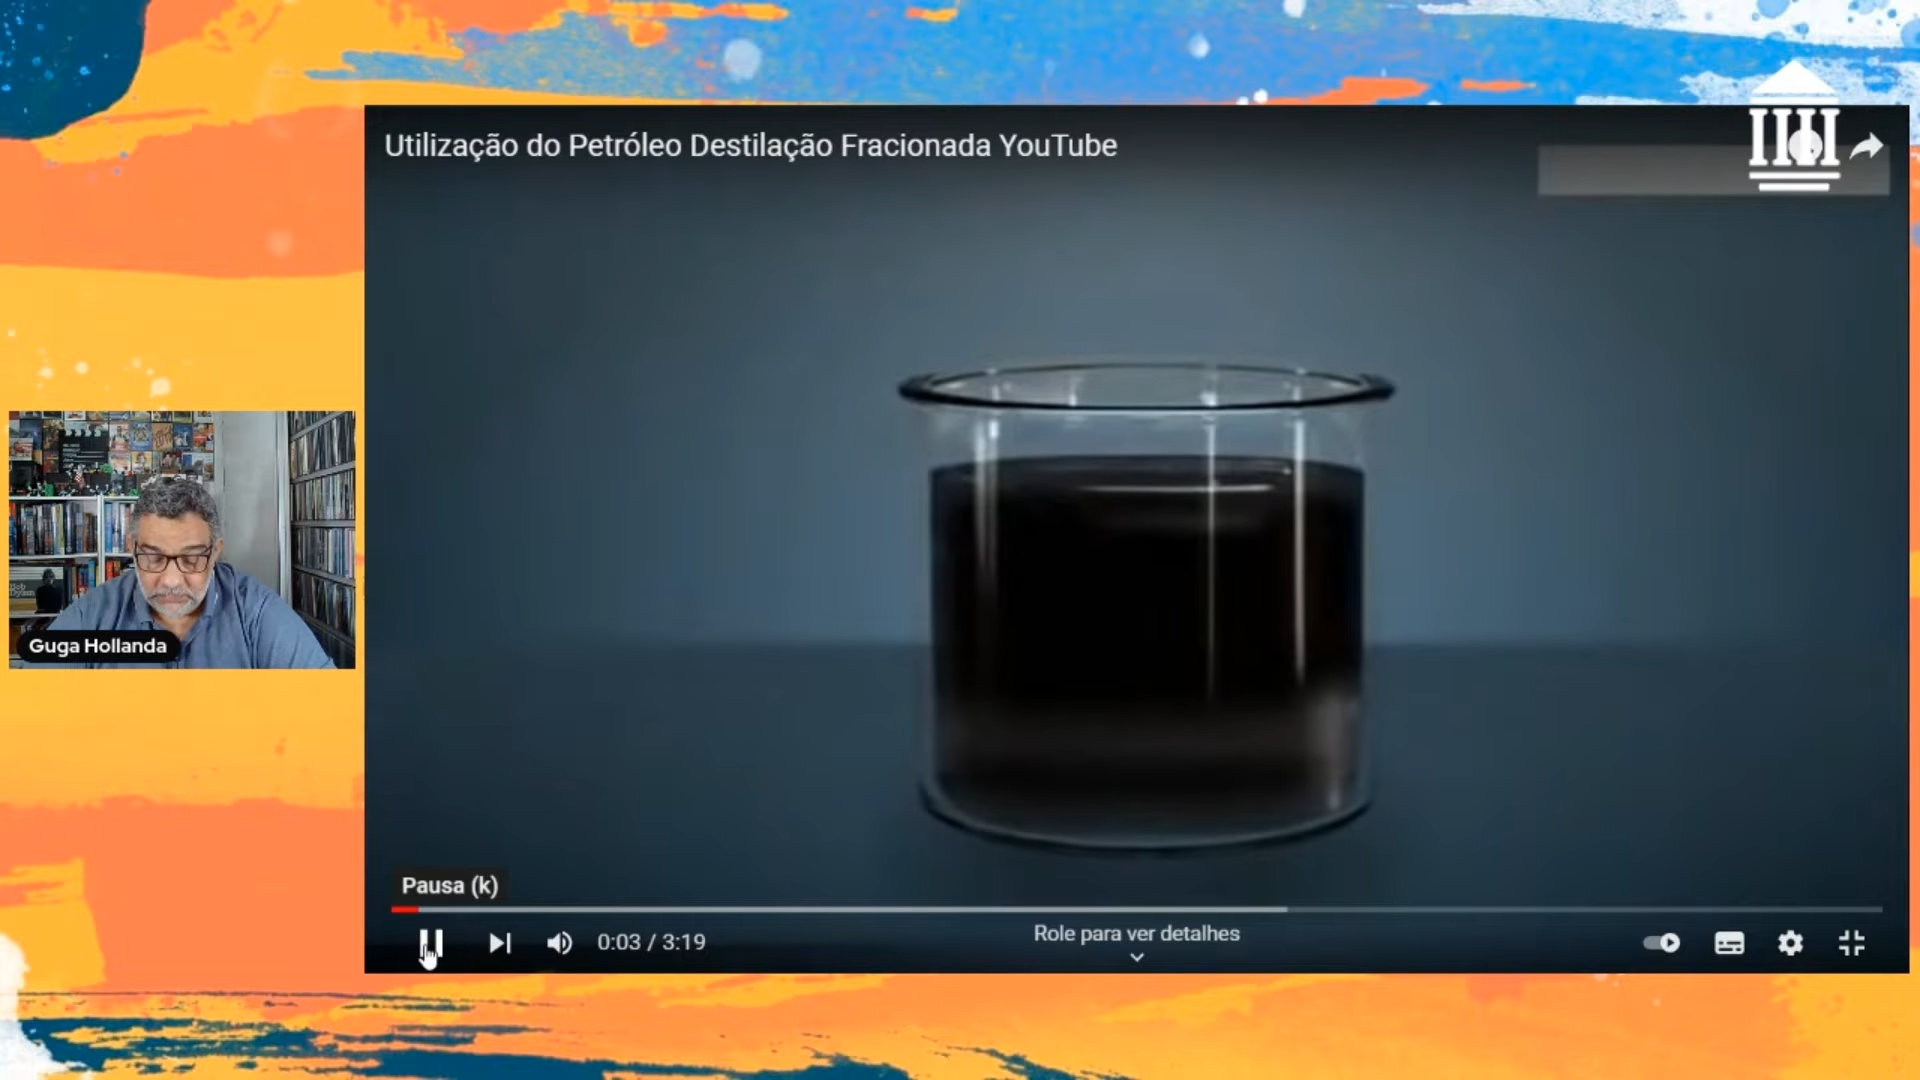 Utilização do Petróleo Destilação Fracionada YouTube
Guga Hollanda
Pausa (k)
0:03 / 3:19
Role para ver detalhes